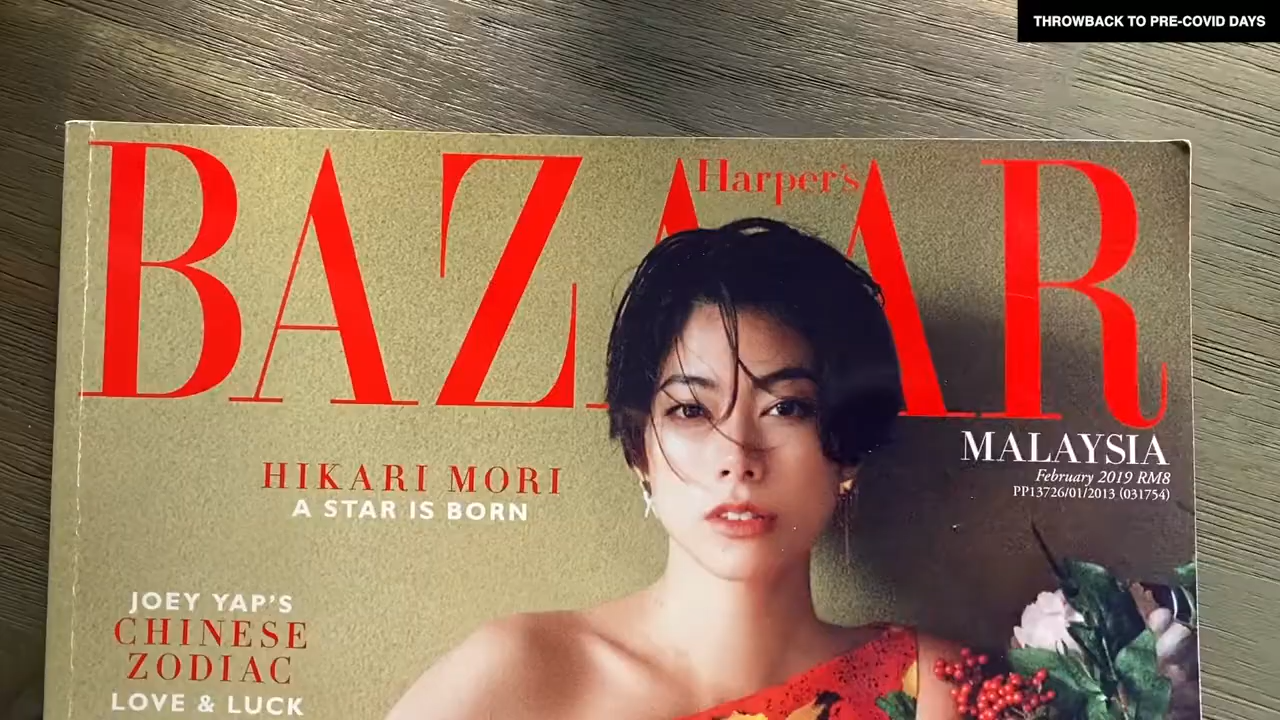 THROWBACK TO PRE-COVID DAYS
Harper's
BAZAAR
MALAYSIA
February 2019 RM8
PP13726/01/2013 (031754)
HIKARI MORI
A STAR IS BORN
JOEY YAP'S
CHINESE
ZODIAC
LOVE & LUCK